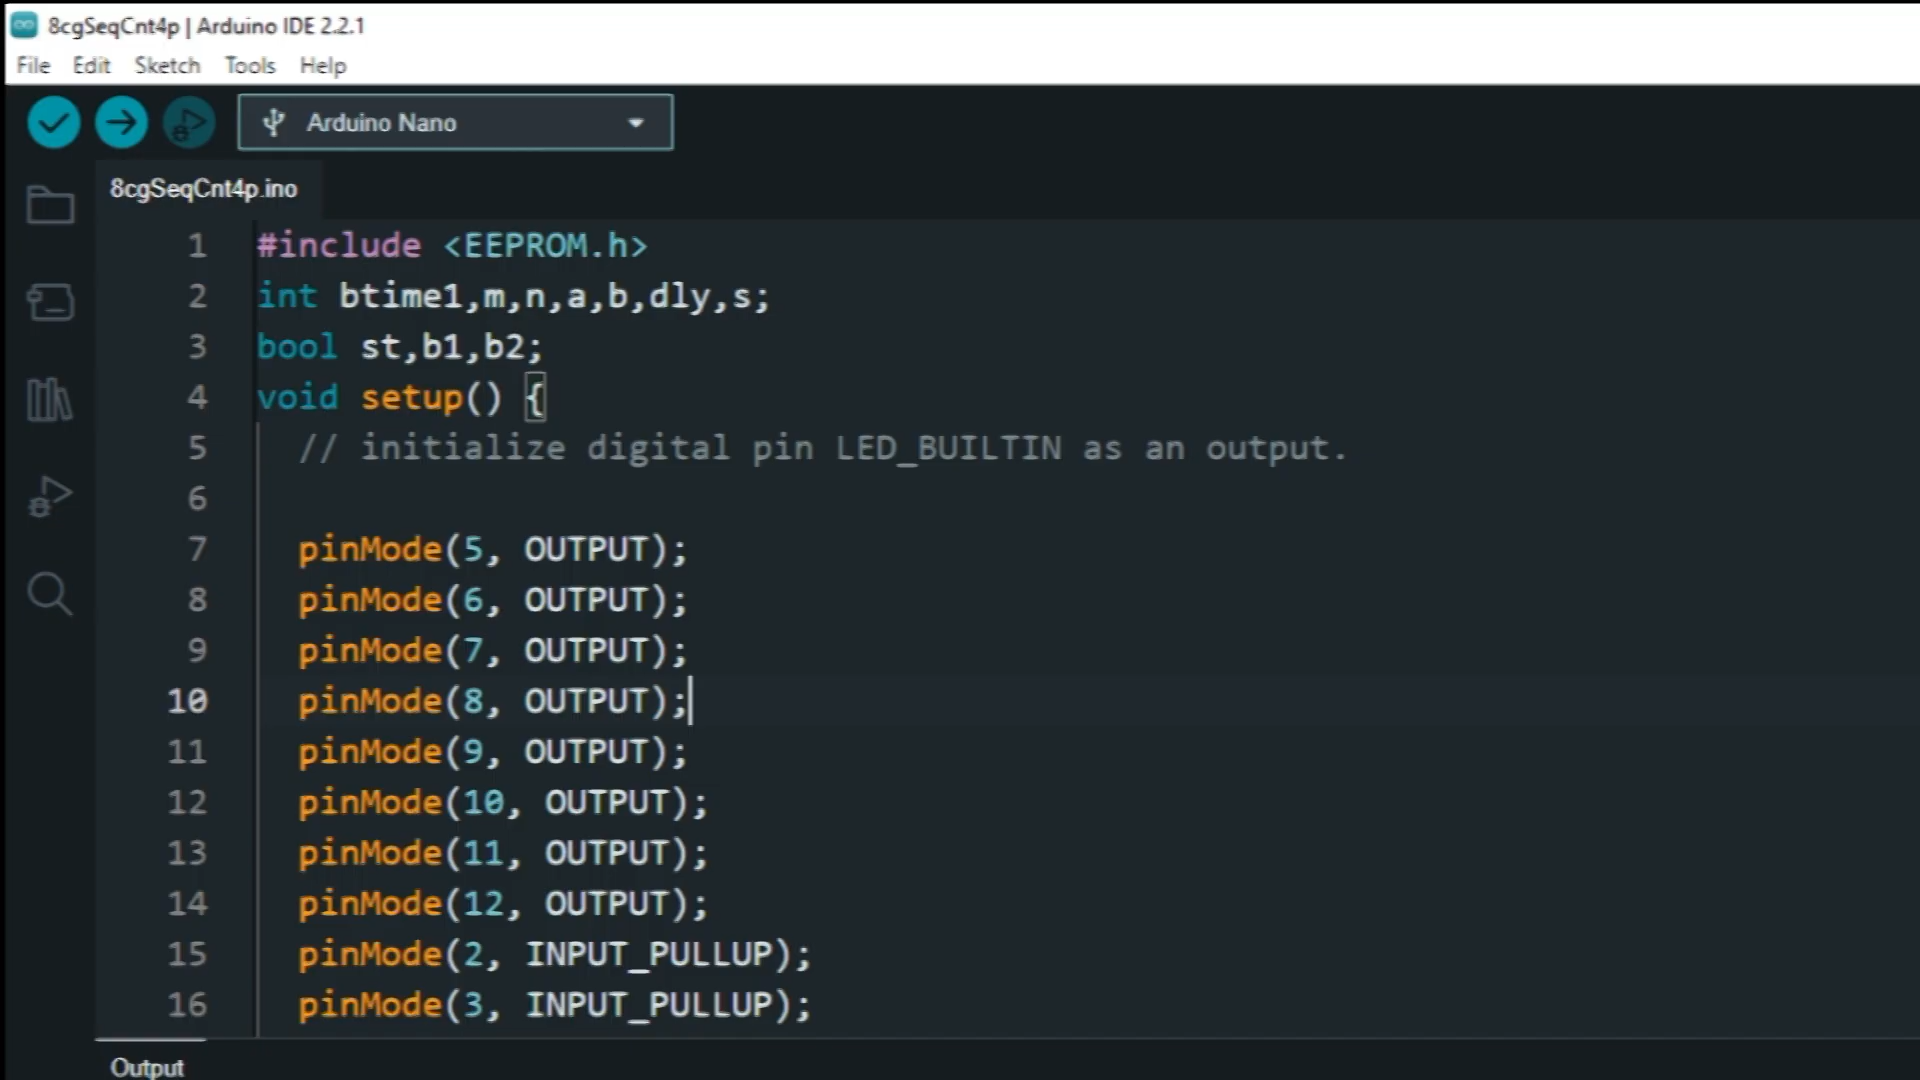 8cgSeqCnt4p | Arduino IDE 2.2.1
File Edit Sketch Tools Help
Arduino Nano
8cgSeqCnt4p.ino
1 #include <EEPROM.h>
2 int btime1,m,n,a,b,dly,s;
3 bool st,b1,b2;
4 void setup() {
5 // initialize digital pin LED_BUILTIN as an output.
6
7 pinMode(5, OUTPUT);
8 pinMode(6, OUTPUT);
9 pinMode(7, OUTPUT);
10 pinMode(8, OUTPUT);
11 pinMode(9, OUTPUT);
12 pinMode(10, OUTPUT);
13 pinMode(11, OUTPUT);
14 pinMode(12, OUTPUT);
15 pinMode(2, INPUT_PULLUP);
16 pinMode(3, INPUT_PULLUP);
Output